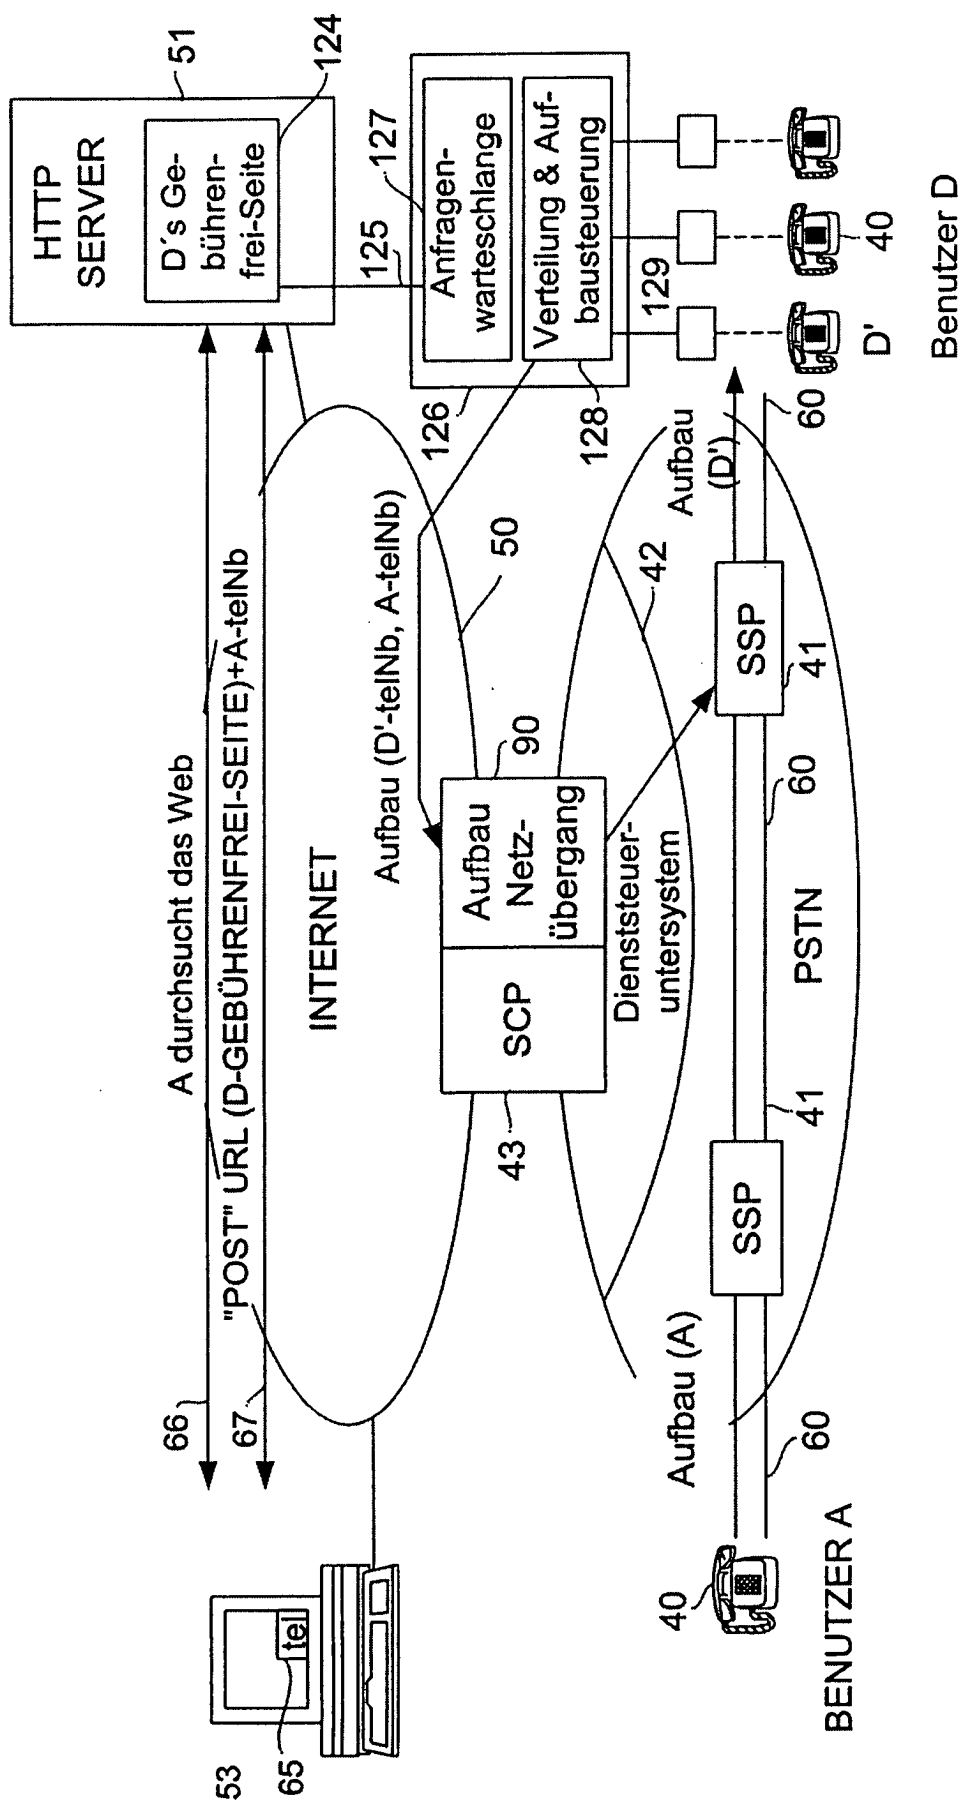 HTTP
SERVER
51
D´s Ge-
bühren-
frei-Seite
124
66
A durchsucht das Web
67
"POST" URL (D-GEBÜHRENFREI-SEITE)+A-telNb
INTERNET
125
127
Anfragen-
warteschlange
Verteilung & Auf-
bausteuerung
126
128
129
Aufbau (D'-telNb, A-telNb)
50
53
65
tel
43
SCP
Aufbau
Netz-
übergang
90
Dienststeuer-
untersystem
42
Aufbau (A)
Aufbau
(D')
SSP
41
SSP
41
60
60
60
PSTN
40
BENUTZER A
D'
40
Benutzer D